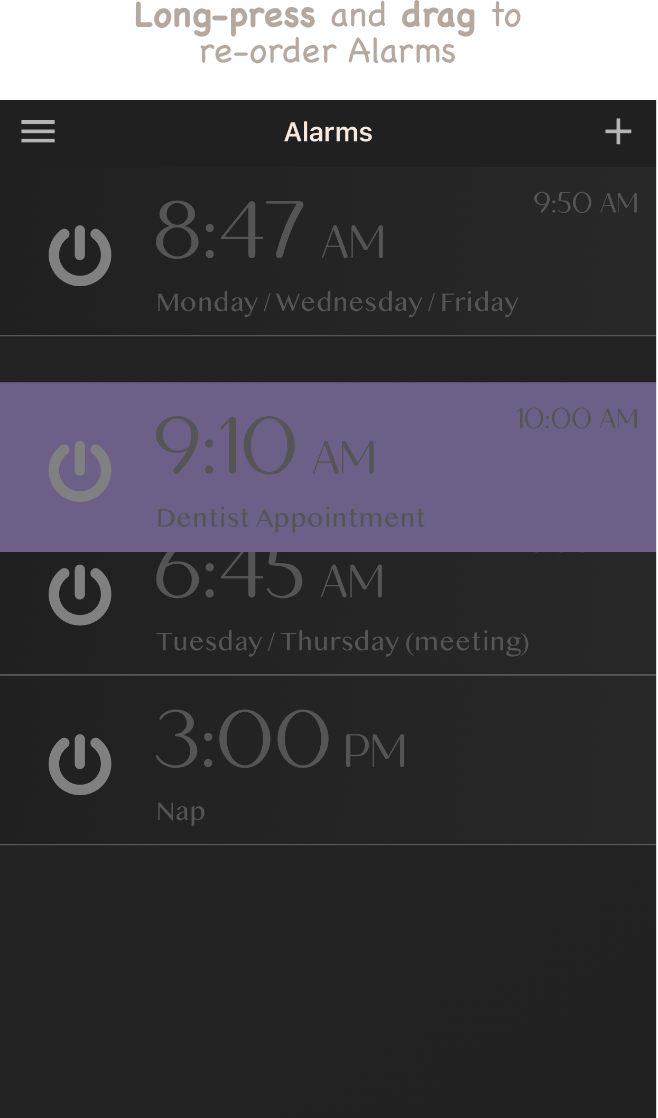 Long-press and drag to
re-order Alarms
Alarms
8:47 AM
9:50 AM
Monday / Wednesday / Friday
9:10 AM
10:00 AM
Dentist Appointment
6:45 AM
Tuesday / Thursday (meeting)
3:00 PM
Nap